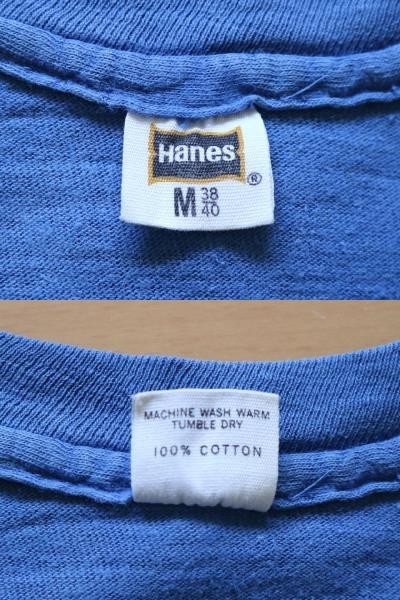 Hanes
®
M 38/40
MACHINE WASH WARM
TUMBLE DRY
100% COTTON